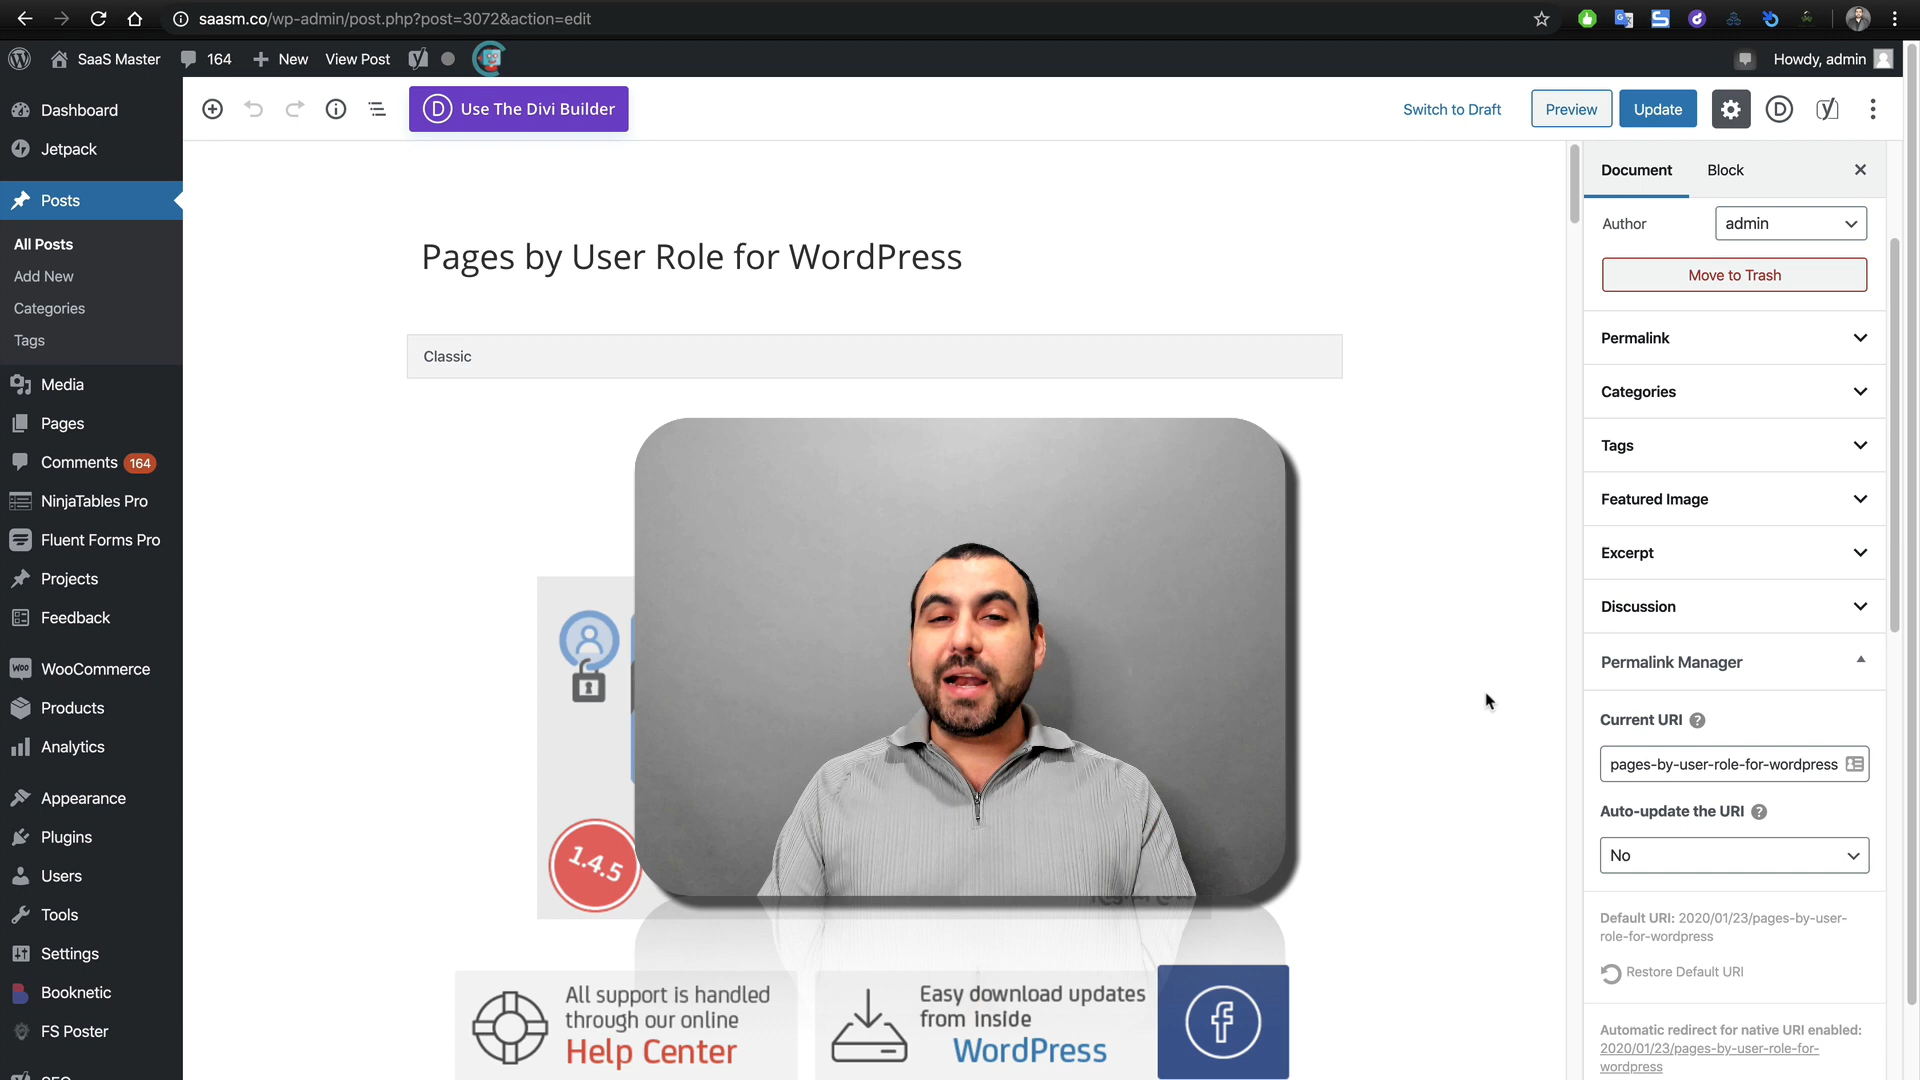 saasm.co/wp-admin/post.php?post=3072&action=edit
SaaS Master
164
New
View Post
Howdy, admin
Dashboard
Jetpack
Posts
All Posts
Add New
Categories
Tags
Media
Pages
Comments 164
NinjaTables Pro
Fluent Forms Pro
Projects
Feedback
WooCommerce
Products
Analytics
Appearance
Plugins
Users
Tools
Settings
Booknetic
FS Poster
Use The Divi Builder
Switch to Draft
Preview
Update
Pages by User Role for WordPress
Classic
1.4.5
All support is handled
through our online
Help Center
Easy download updates
from inside
WordPress
Document
Block
Author
admin
Move to Trash
Permalink
Categories
Tags
Featured Image
Excerpt
Discussion
Permalink Manager
Current URI
pages-by-user-role-for-wordpress
Auto-update the URI
No
Default URI: 2020/01/23/pages-by-user-
role-for-wordpress
Restore Default URI
Automatic redirect for native URI enabled:
2020/01/23/pages-by-user-role-for-
wordpress